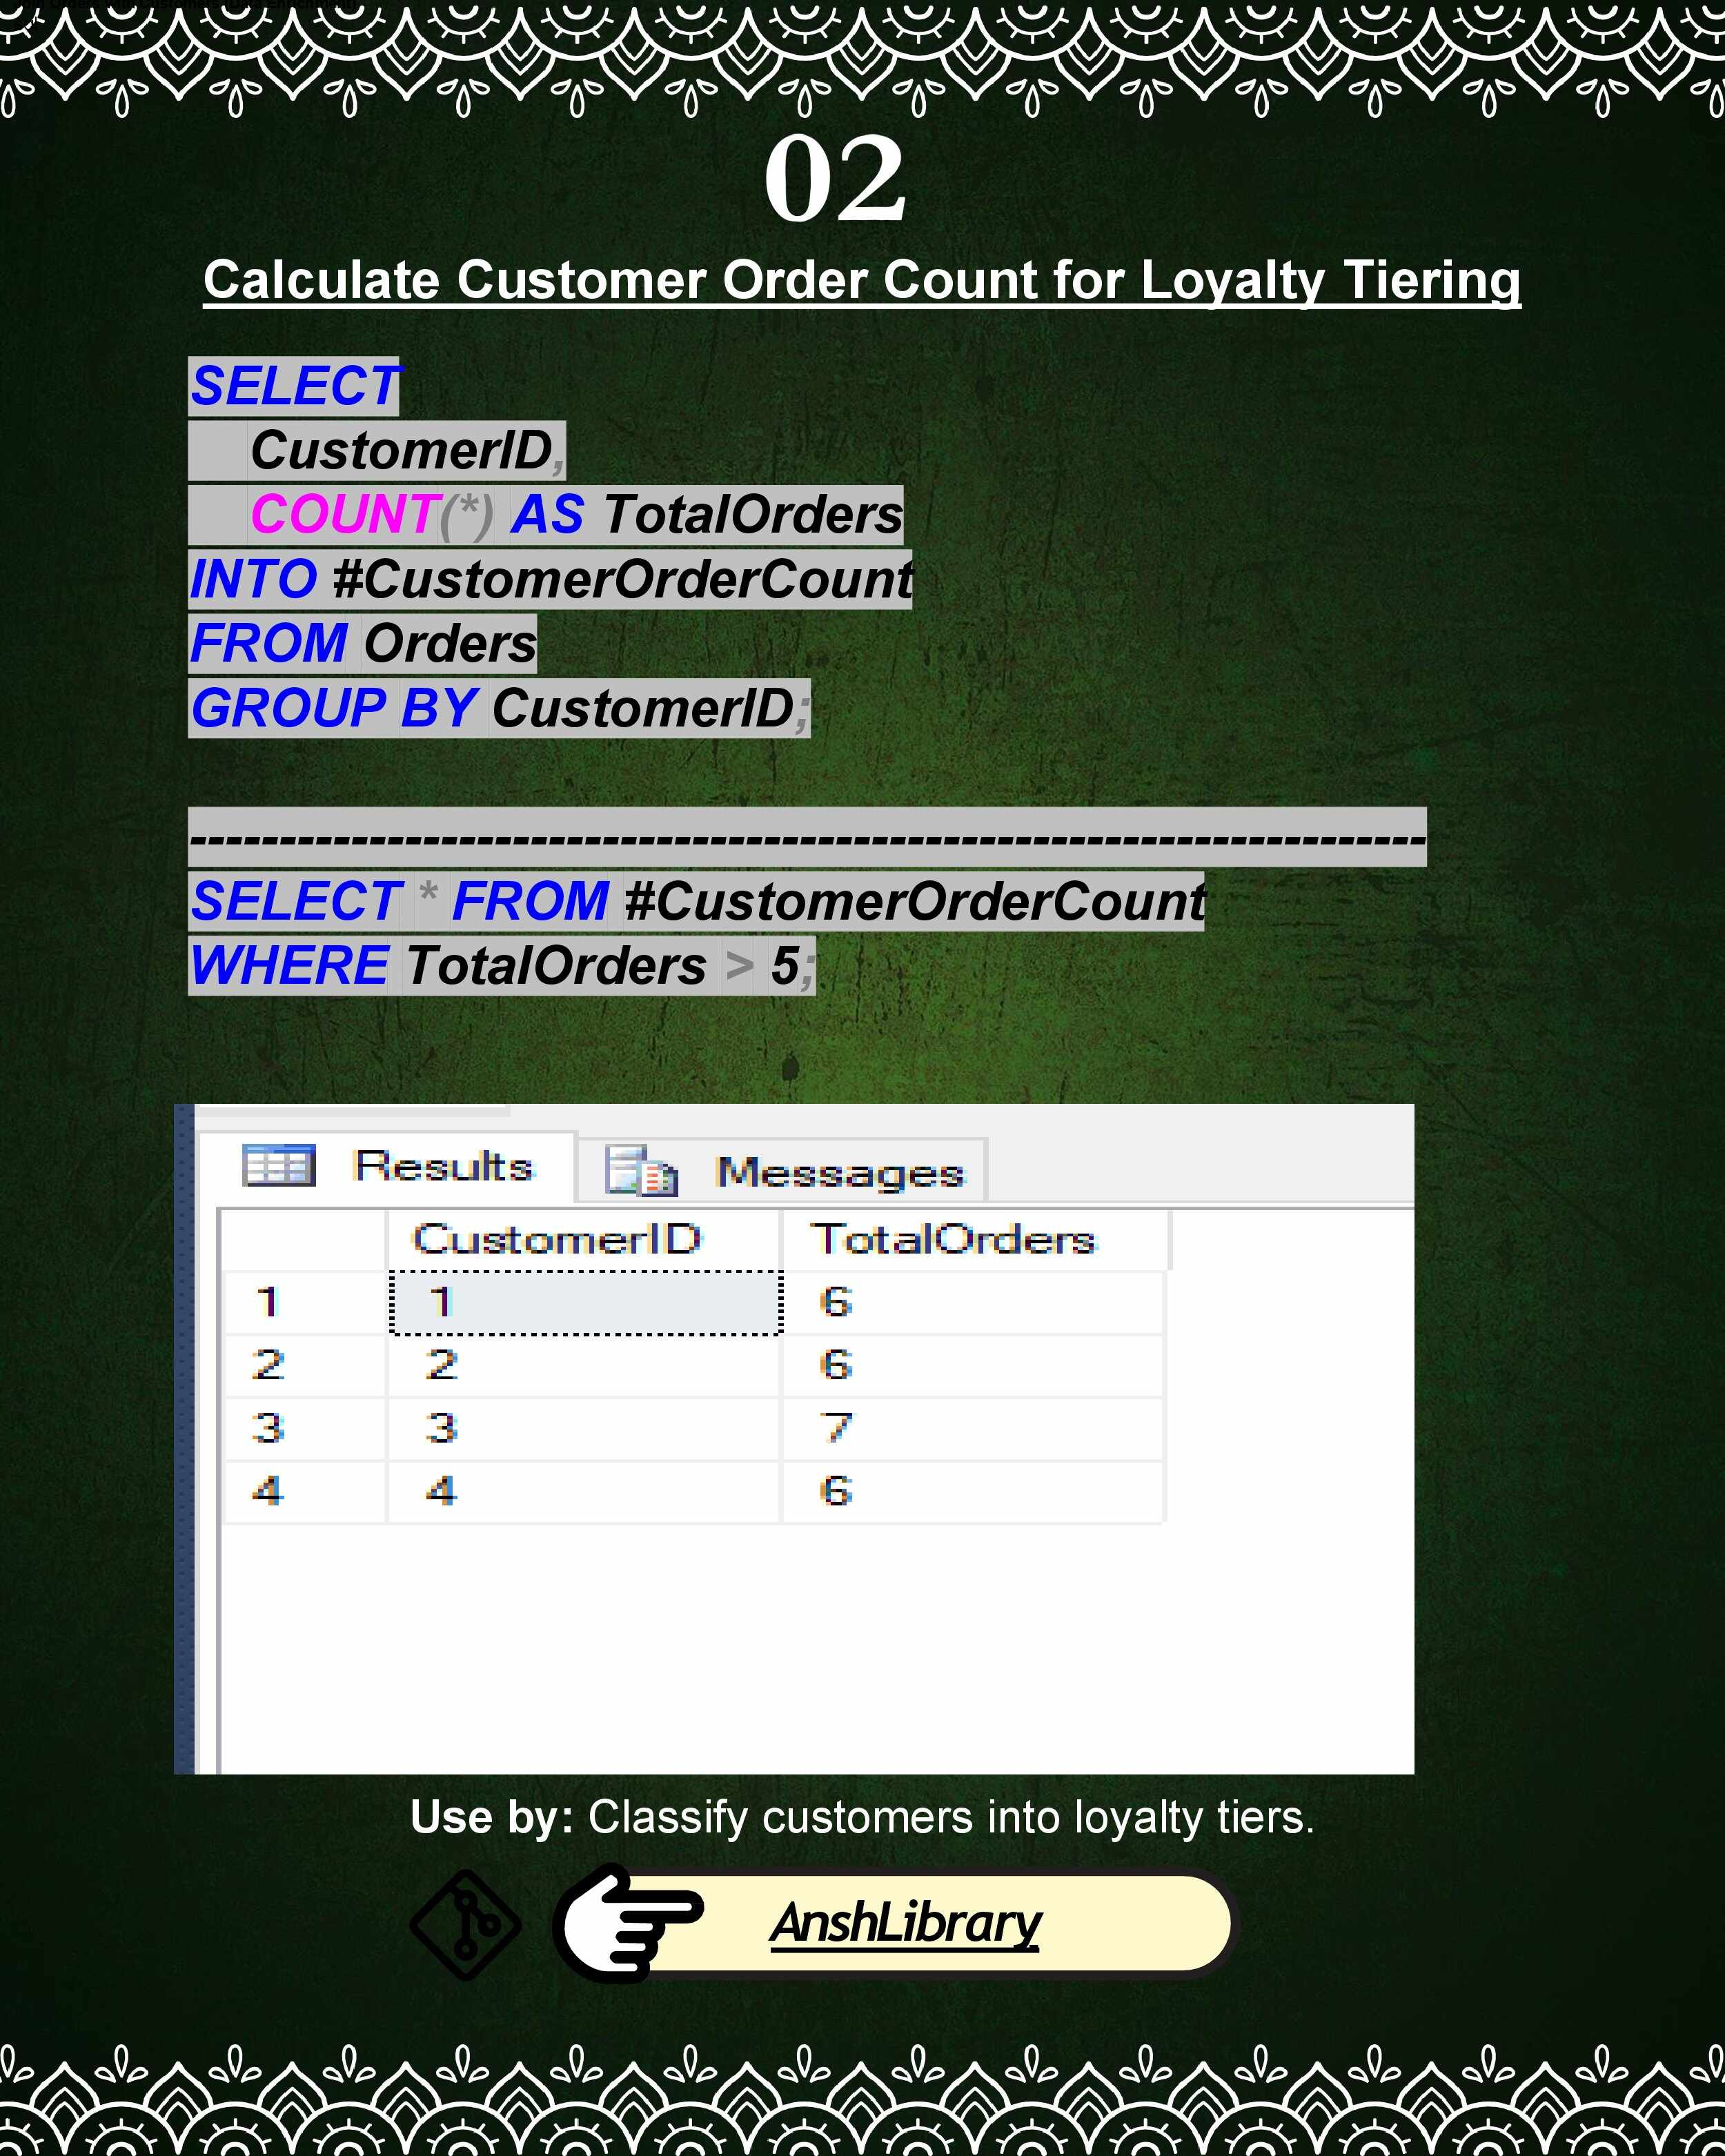 02
Calculate Customer Order Count for Loyalty Tiering
SELECT
CustomerID,
COUNT(*) AS TotalOrders
INTO #CustomerOrderCount
FROM Orders
GROUP BY CustomerID;
---------------------------------------------------------------------
SELECT * FROM #CustomerOrderCount
WHERE TotalOrders > 5;
Results Messages
CustomerID TotalOrders
1 1 6
2 2 6
3 3 7
4 4 6
Use by: Classify customers into loyalty tiers.
AnshLibrary